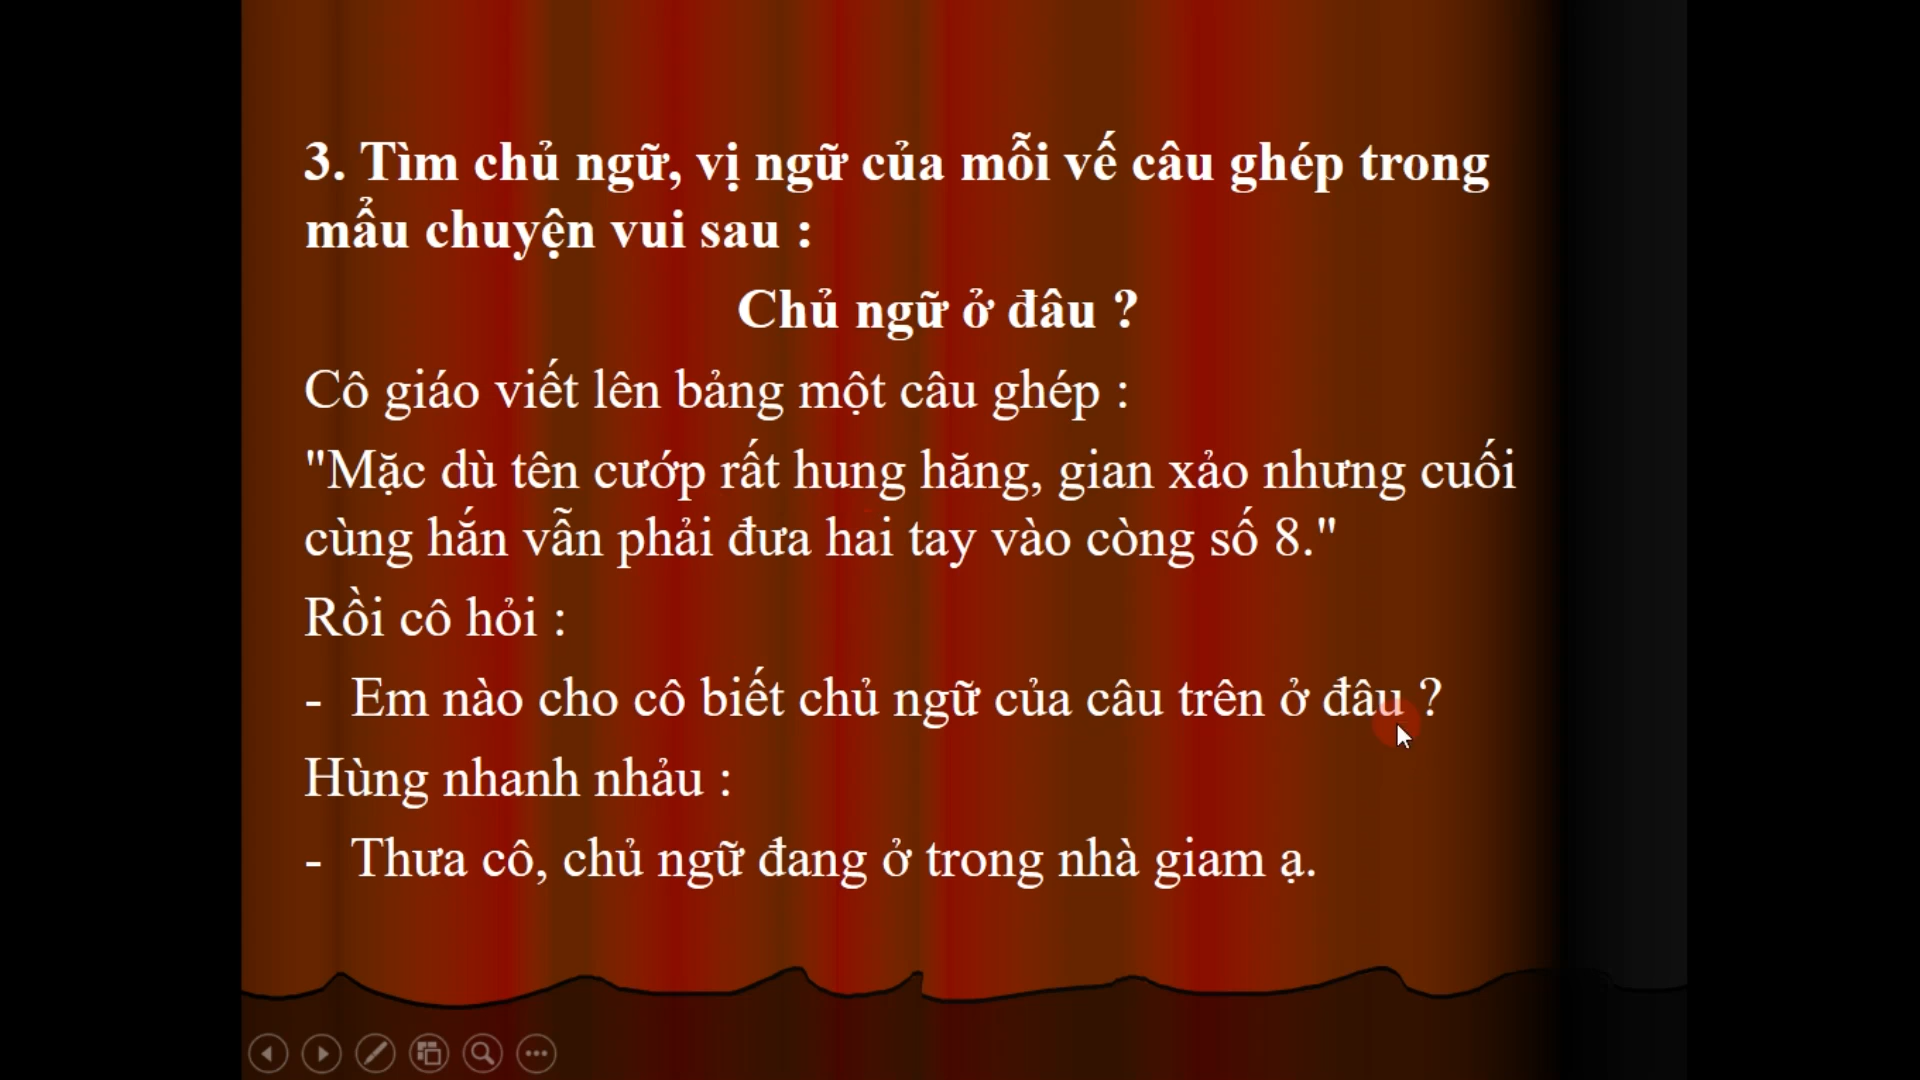 3. Tìm chủ ngữ, vị ngữ của mỗi vế câu ghép trong
mẩu chuyện vui sau :
Chủ ngữ ở đâu ?
Cô giáo viết lên bảng một câu ghép :
"Mặc dù tên cướp rất hung hăng, gian xảo nhưng cuối
cùng hắn vẫn phải đưa hai tay vào còng số 8."
Rồi cô hỏi :
- Em nào cho cô biết chủ ngữ của câu trên ở đâu ?
Hùng nhanh nhảu :
- Thưa cô, chủ ngữ đang ở trong nhà giam ạ.